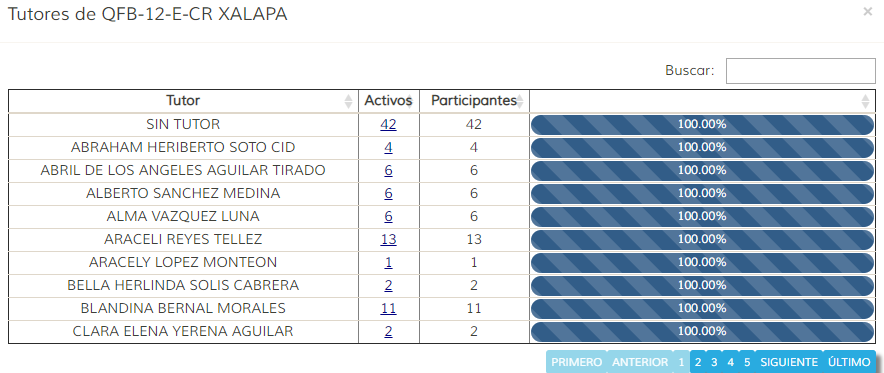 Tutores de QFB-12-E-CR XALAPA ×
Buscar:
Tutor Activos Participantes
SIN TUTOR 42 42 100.00%
ABRAHAM HERIBERTO SOTO CID 4 4 100.00%
ABRIL DE LOS ANGELES AGUILAR TIRADO 6 6 100.00%
ALBERTO SANCHEZ MEDINA 6 6 100.00%
ALMA VAZQUEZ LUNA 6 6 100.00%
ARACELI REYES TELLEZ 13 13 100.00%
ARACELY LOPEZ MONTEON 1 1 100.00%
BELLA HERLINDA SOLIS CABRERA 2 2 100.00%
BLANDINA BERNAL MORALES 11 11 100.00%
CLARA ELENA YERENA AGUILAR 2 2 100.00%
PRIMERO ANTERIOR 1 2 3 4 5 SIGUIENTE ÚLTIMO